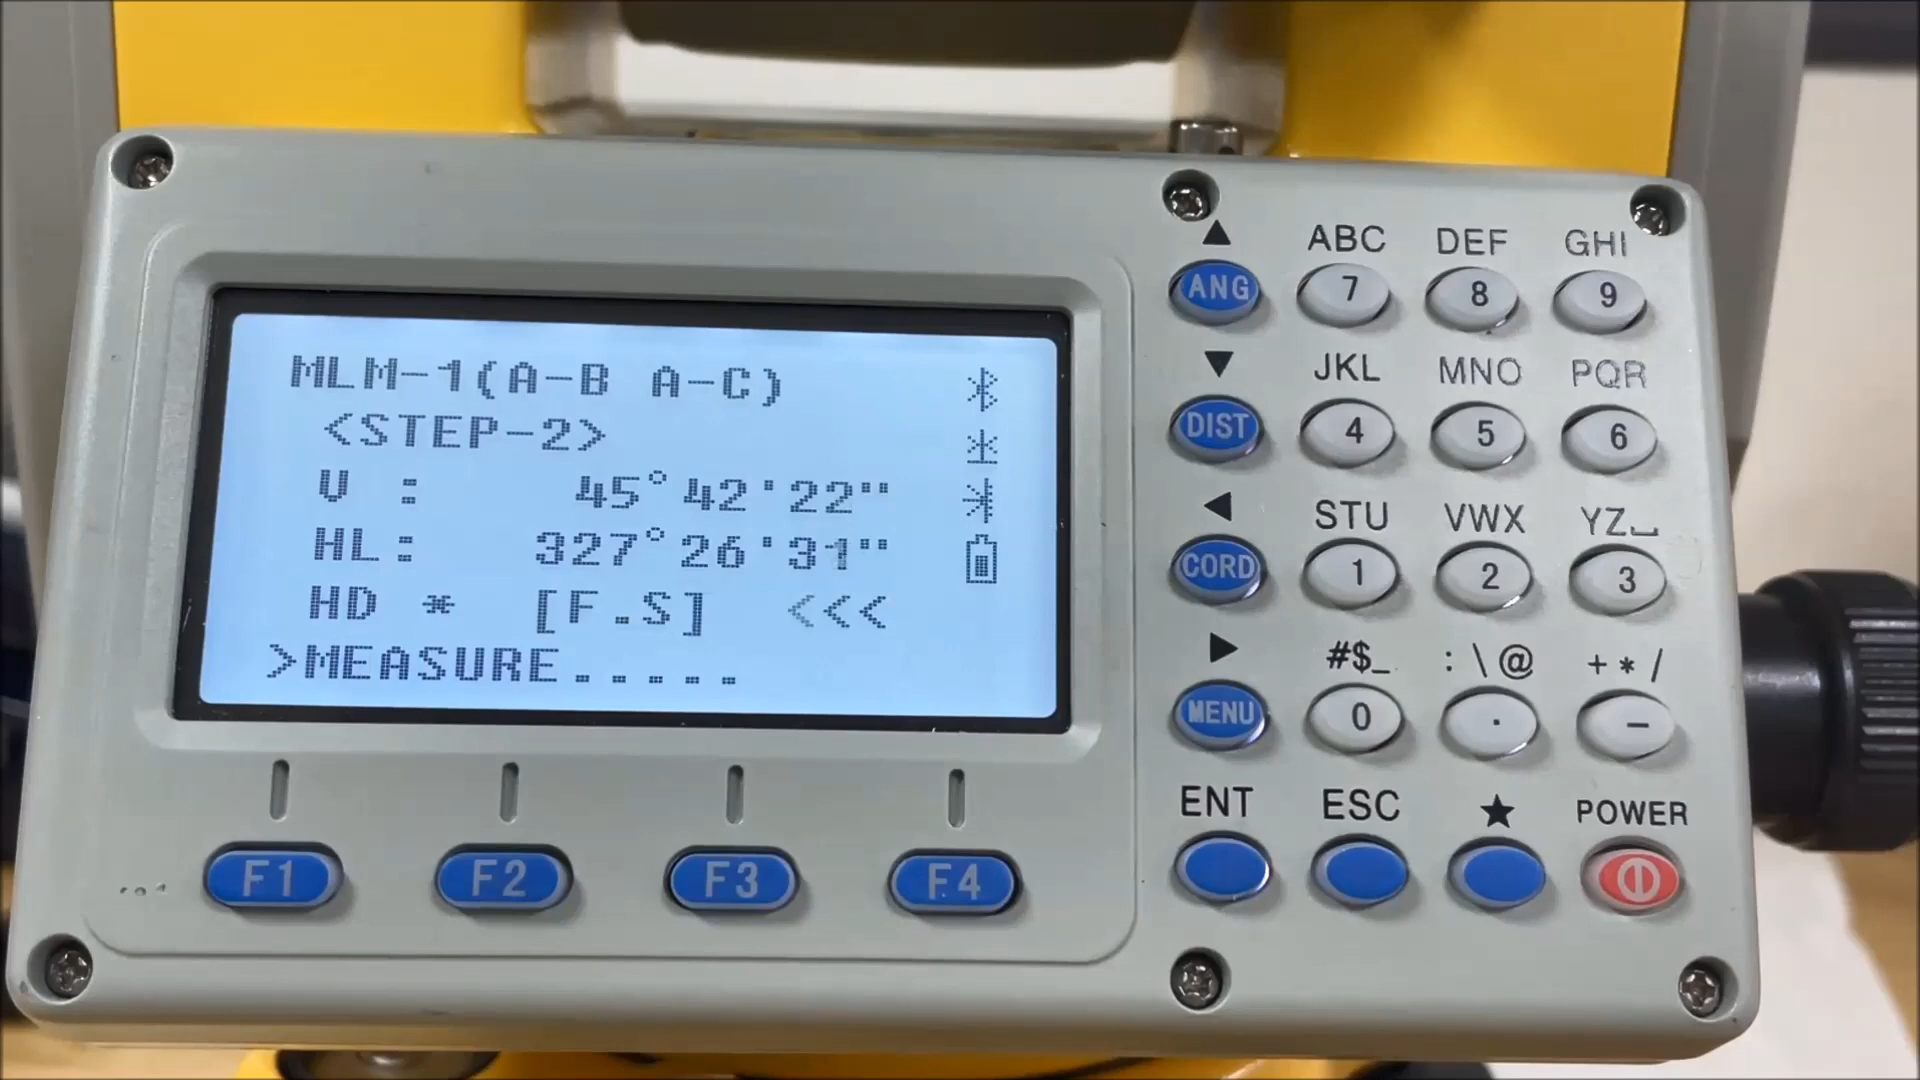 MLM-1(A-B A-C)
<STEP-2>
V : 45°42'22"
HL: 327°26'31"
HD * [F.S] <<<
>MEASURE.....
F1 F2 F3 F4
▲ ABC DEF GHI
ANG 7 8 9
▼ JKL MNO PQR
DIST 4 5 6
◀ STU VWX YZ⎵
CORD 1 2 3
▶ #$_ :\@ +*/
MENU 0 . −
ENT ESC ★ POWER